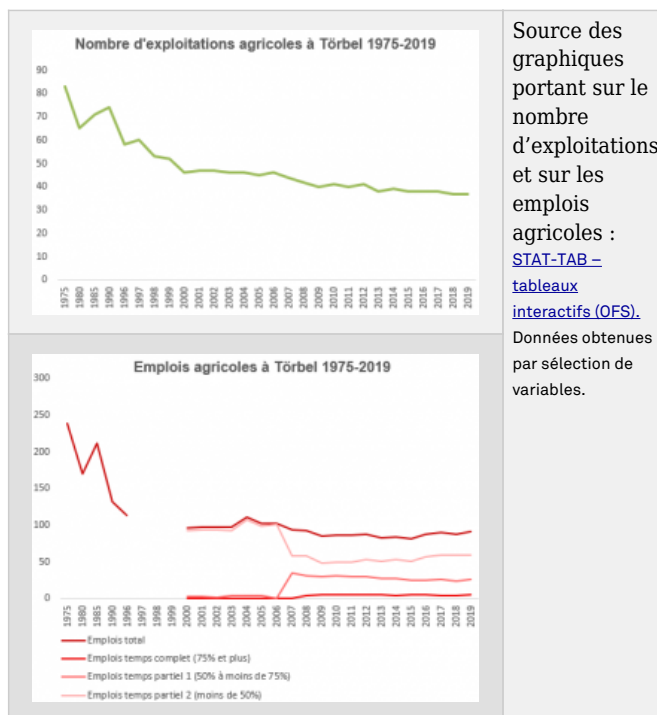 Nombre d'exploitations agricoles à Törbel 1975-2019
90
80
70
60
50
40
30
20
10
0
1975 1980 1985 1990 1996 1997 1998 1999 2000 2001 2002 2003 2004 2005 2006 2007 2008 2009 2010 2011 2012 2013 2014 2015 2016 2017 2018 2019
Source des
graphiques
portant sur le
nombre
d’exploitations
et sur les
emplois
agricoles :
STAT-TAB –
tableaux
interactifs (OFS).
Données obtenues
par sélection de
variables.
Emplois agricoles à Törbel 1975-2019
300
250
200
150
100
50
0
1975 1980 1985 1990 1996 1997 1998 1999 2000 2001 2002 2003 2004 2005 2006 2007 2008 2009 2010 2011 2012 2013 2014 2015 2016 2017 2018 2019
Emplois total
Emplois temps complet (75% et plus)
Emplois temps partiel 1 (50% à moins de 75%)
Emplois temps partiel 2 (moins de 50%)